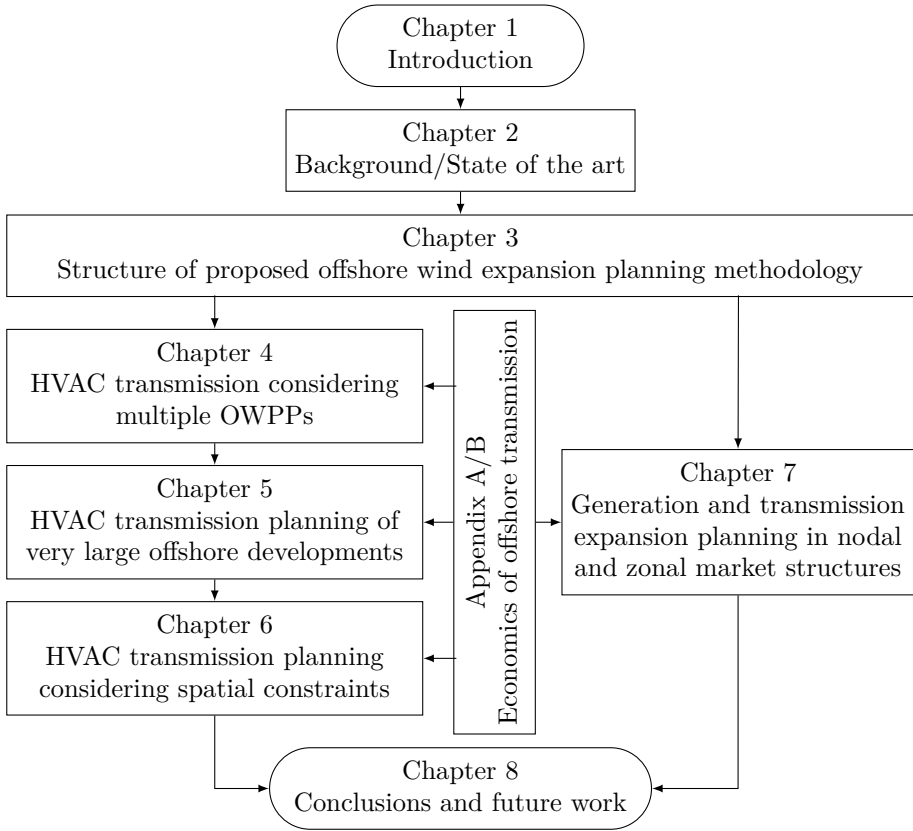 Chapter 1
Introduction
Chapter 2
Background/State of the art
Chapter 3
Structure of proposed offshore wind expansion planning methodology
Chapter 4
HVAC transmission considering
multiple OWPPs
Chapter 5
HVAC transmission planning of
very large offshore developments
Chapter 6
HVAC transmission planning
considering spatial constraints
Appendix A/B
Economics of offshore transmission
Chapter 7
Generation and transmission
expansion planning in nodal
and zonal market structures
Chapter 8
Conclusions and future work